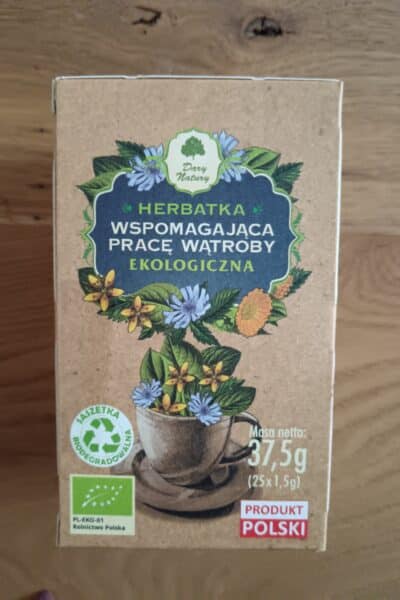 Dary
Natury
HERBATKA
WSPOMAGAJĄCA
PRACĘ WĄTROBY
EKOLOGICZNA
SASZETKA
BIODEGRADOWALNA
Masa netto:
37,5g
(25x1,5g)
PL-EKO-01
Rolnictwo Polska
PRODUKT
POLSKI